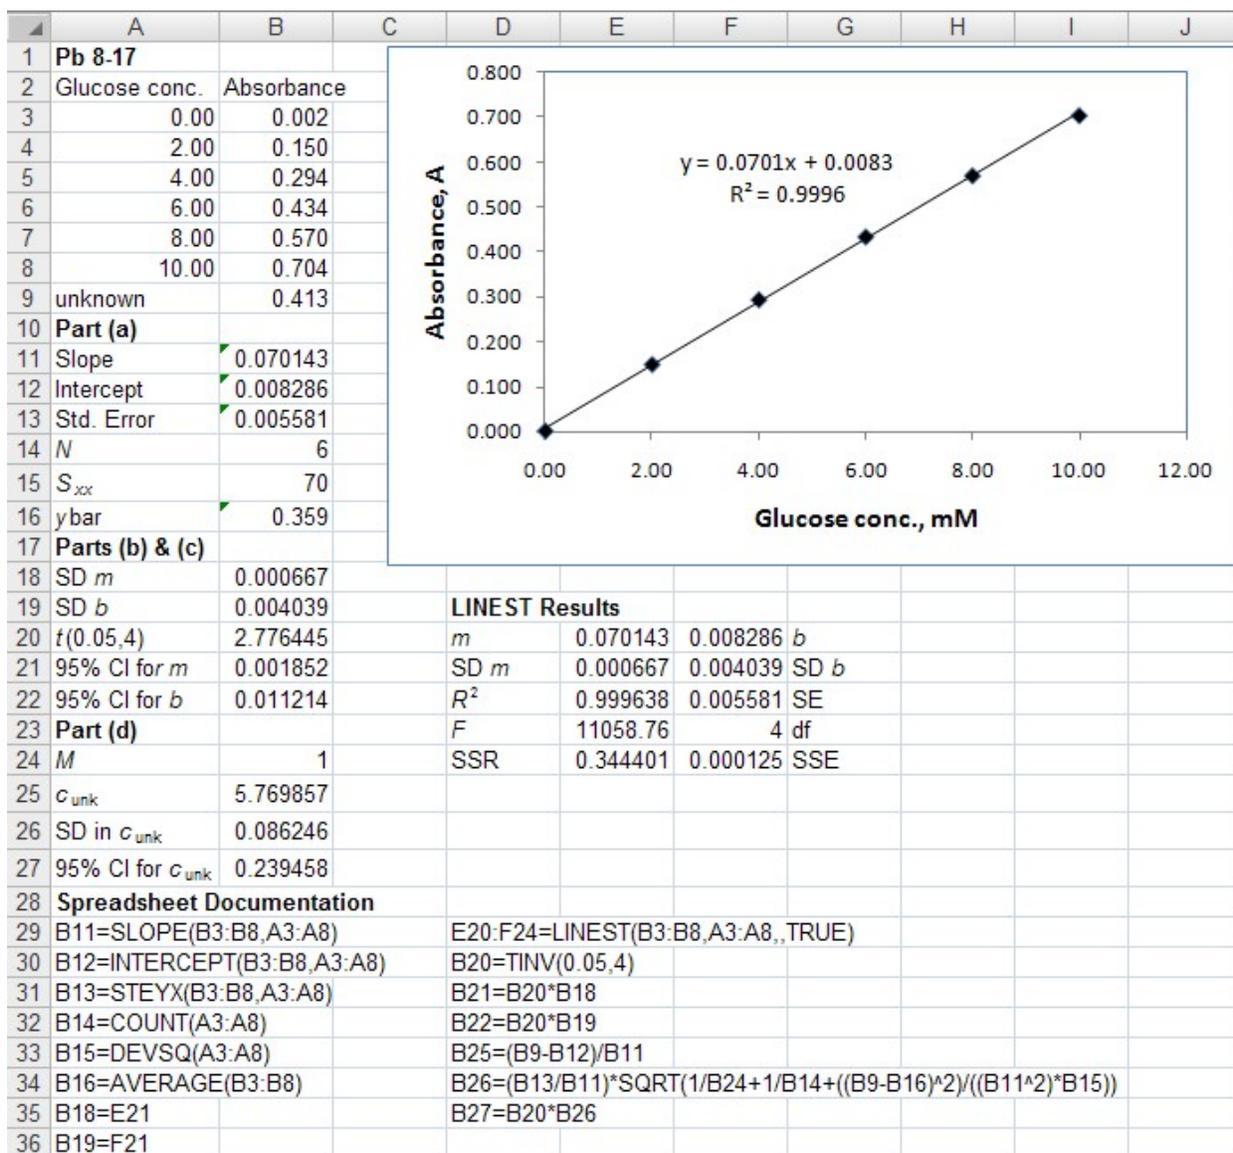 A B C D E F G H I J
1 Pb 8-17
2 Glucose conc. Absorbance
3 0.00 0.002
4 2.00 0.150
5 4.00 0.294
6 6.00 0.434
7 8.00 0.570
8 10.00 0.704
9 unknown 0.413
10 Part (a)
11 Slope 0.070143
12 Intercept 0.008286
13 Std. Error 0.005581
14 N 6
15 Sxx 70
16 y bar 0.359
17 Parts (b) & (c)
0.800
0.700
0.600
0.500
0.400
0.300
0.200
0.100
0.000
Absorbance, A
y = 0.0701x + 0.0083
R² = 0.9996
0.00 2.00 4.00 6.00 8.00 10.00 12.00
Glucose conc., mM
18 SD m 0.000667
19 SD b 0.004039 LINEST Results
20 t(0.05,4) 2.776445 m 0.070143 0.008286 b
21 95% CI for m 0.001852 SD m 0.000667 0.004039 SD b
22 95% CI for b 0.011214 R² 0.999638 0.005581 SE
23 Part (d) F 11058.76 4 df
24 M 1 SSR 0.344401 0.000125 SSE
25 c unk 5.769857
26 SD in c unk 0.086246
27 95% CI for c unk 0.239458
28 Spreadsheet Documentation
29 B11=SLOPE(B3:B8,A3:A8) E20:F24=LINEST(B3:B8,A3:A8,,TRUE)
30 B12=INTERCEPT(B3:B8,A3:A8) B20=TINV(0.05,4)
31 B13=STEYX(B3:B8,A3:A8) B21=B20*B18
32 B14=COUNT(A3:A8) B22=B20*B19
33 B15=DEVSQ(A3:A8) B25=(B9-B12)/B11
34 B16=AVERAGE(B3:B8) B26=(B13/B11)*SQRT(1/B24+1/B14+((B9-B16)^2)/((B11^2)*B15))
35 B18=E21 B27=B20*B26
36 B19=F21